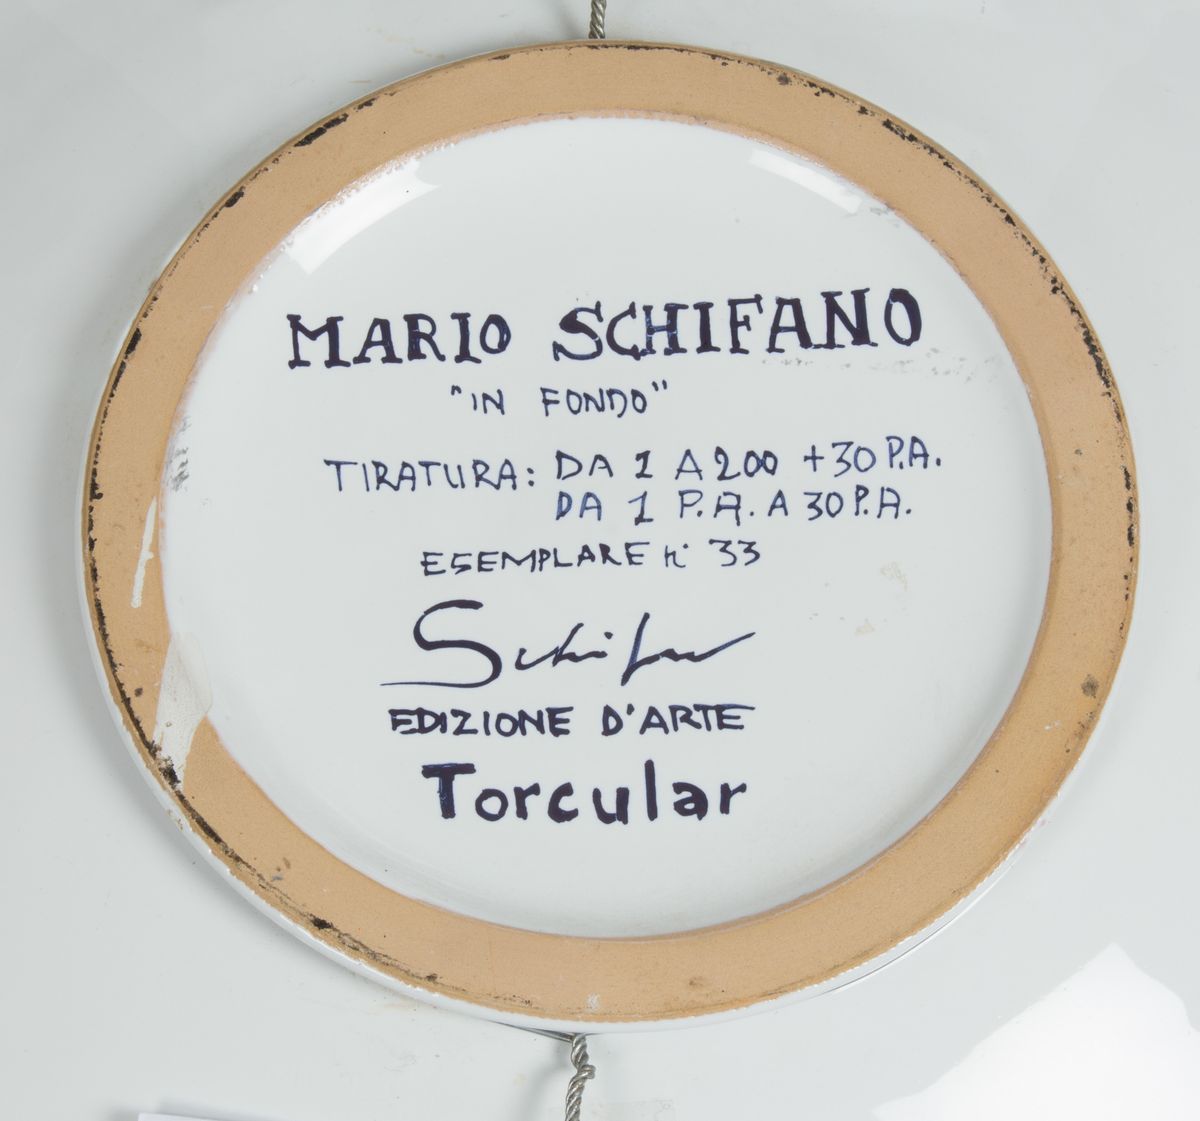 MARIO SCHIFANO
"IN FONDO"
TIRATURA: DA 1 A 200 + 30 P.A.
DA 1 P.A. A 30 P.A.
ESEMPLARE n° 33
Schifano
EDIZIONE D'ARTE
Torcular